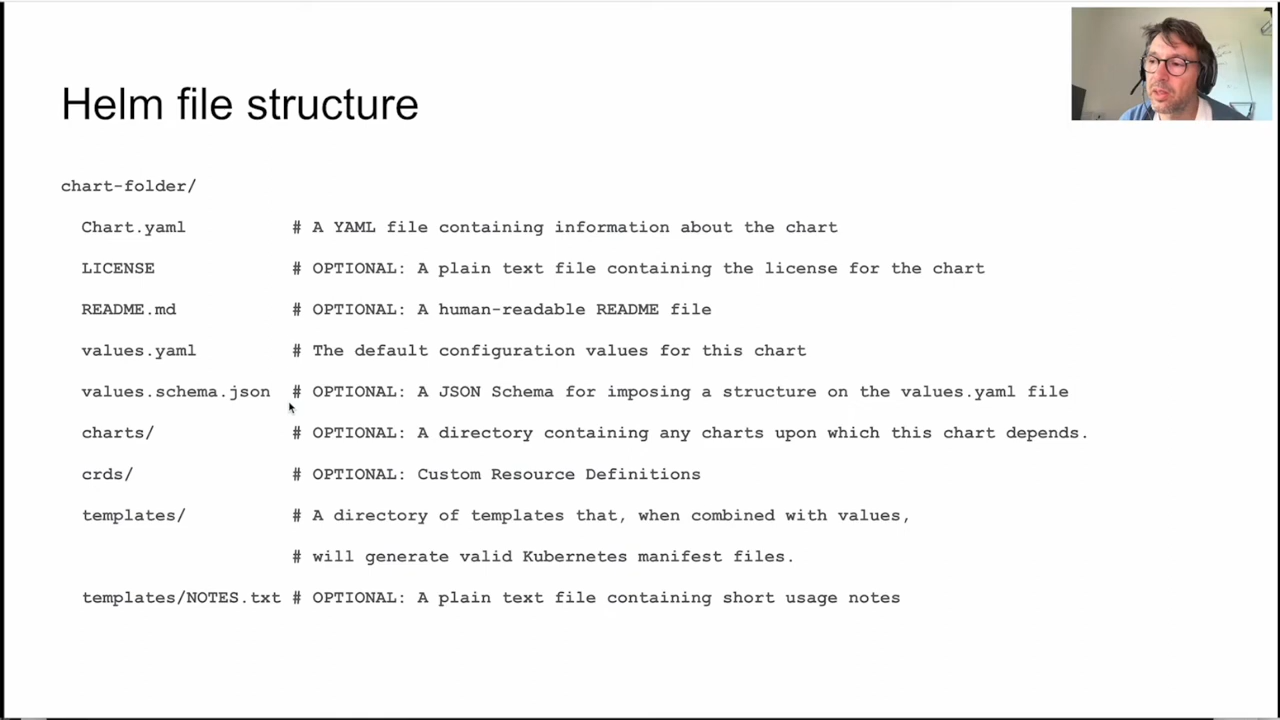 Helm file structure
chart-folder/
Chart.yaml # A YAML file containing information about the chart
LICENSE # OPTIONAL: A plain text file containing the license for the chart
README.md # OPTIONAL: A human-readable README file
values.yaml # The default configuration values for this chart
values.schema.json # OPTIONAL: A JSON Schema for imposing a structure on the values.yaml file
charts/ # OPTIONAL: A directory containing any charts upon which this chart depends.
crds/ # OPTIONAL: Custom Resource Definitions
templates/ # A directory of templates that, when combined with values,
# will generate valid Kubernetes manifest files.
templates/NOTES.txt # OPTIONAL: A plain text file containing short usage notes